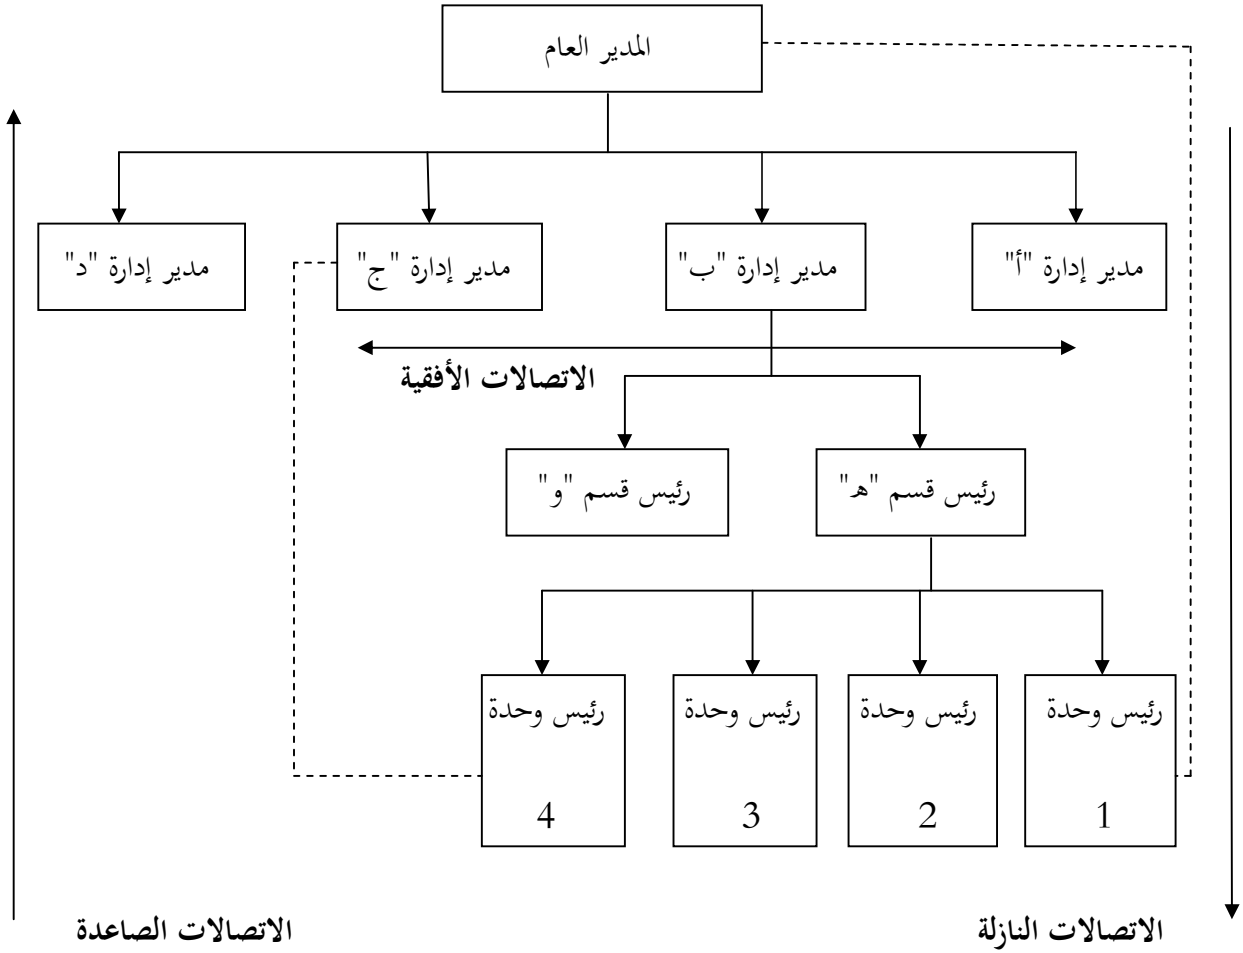 المدير العام
مدير إدارة "أ"
مدير إدارة "ب"
مدير إدارة "ج"
مدير إدارة "د"
الاتصالات الأفقية
رئيس قسم "هـ"
رئيس قسم "و"
رئيس وحدة
1
رئيس وحدة
2
رئيس وحدة
3
رئيس وحدة
4
الاتصالات النازلة
الاتصالات الصاعدة